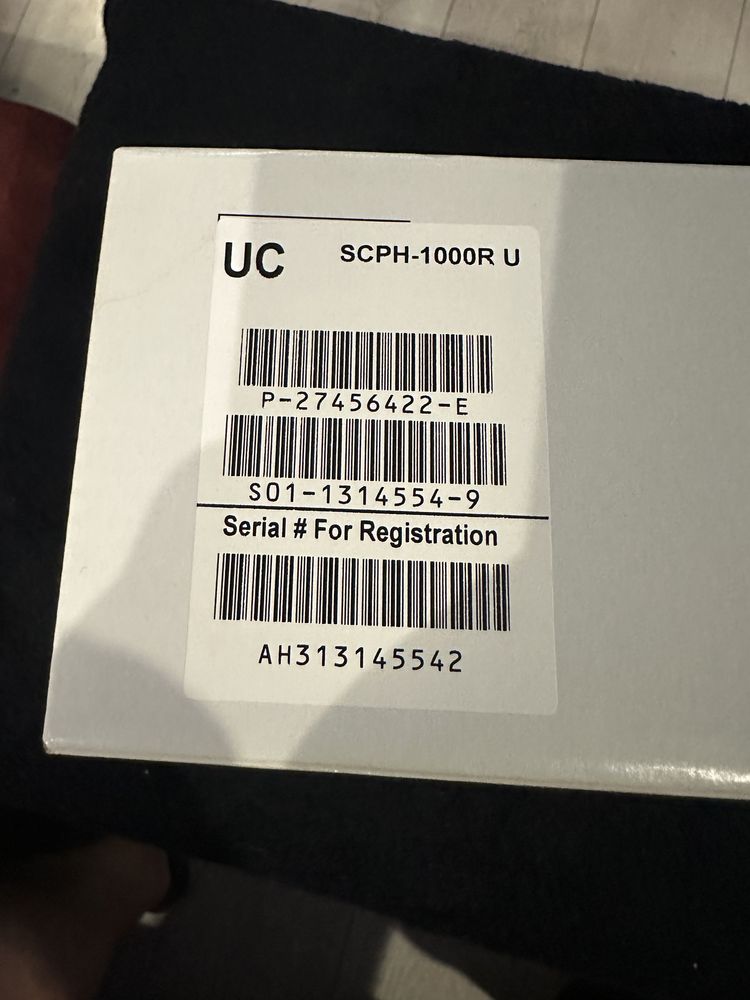 UC SCPH-1000R U
P-27456422-E
S01-1314554-9
Serial # For Registration
AH313145542